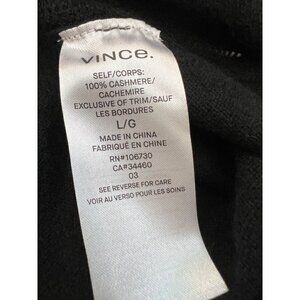 VINCE.
SELF/CORPS:
100% CASHMERE/
CACHEMIRE
EXCLUSIVE OF TRIM/SAUF
LES BORDURES
L/G
MADE IN CHINA
FABRIQUÉ EN CHINE
RN#106730
CA#34460
03
SEE REVERSE FOR CARE
VOIR AU VERSO POUR LES SOINS